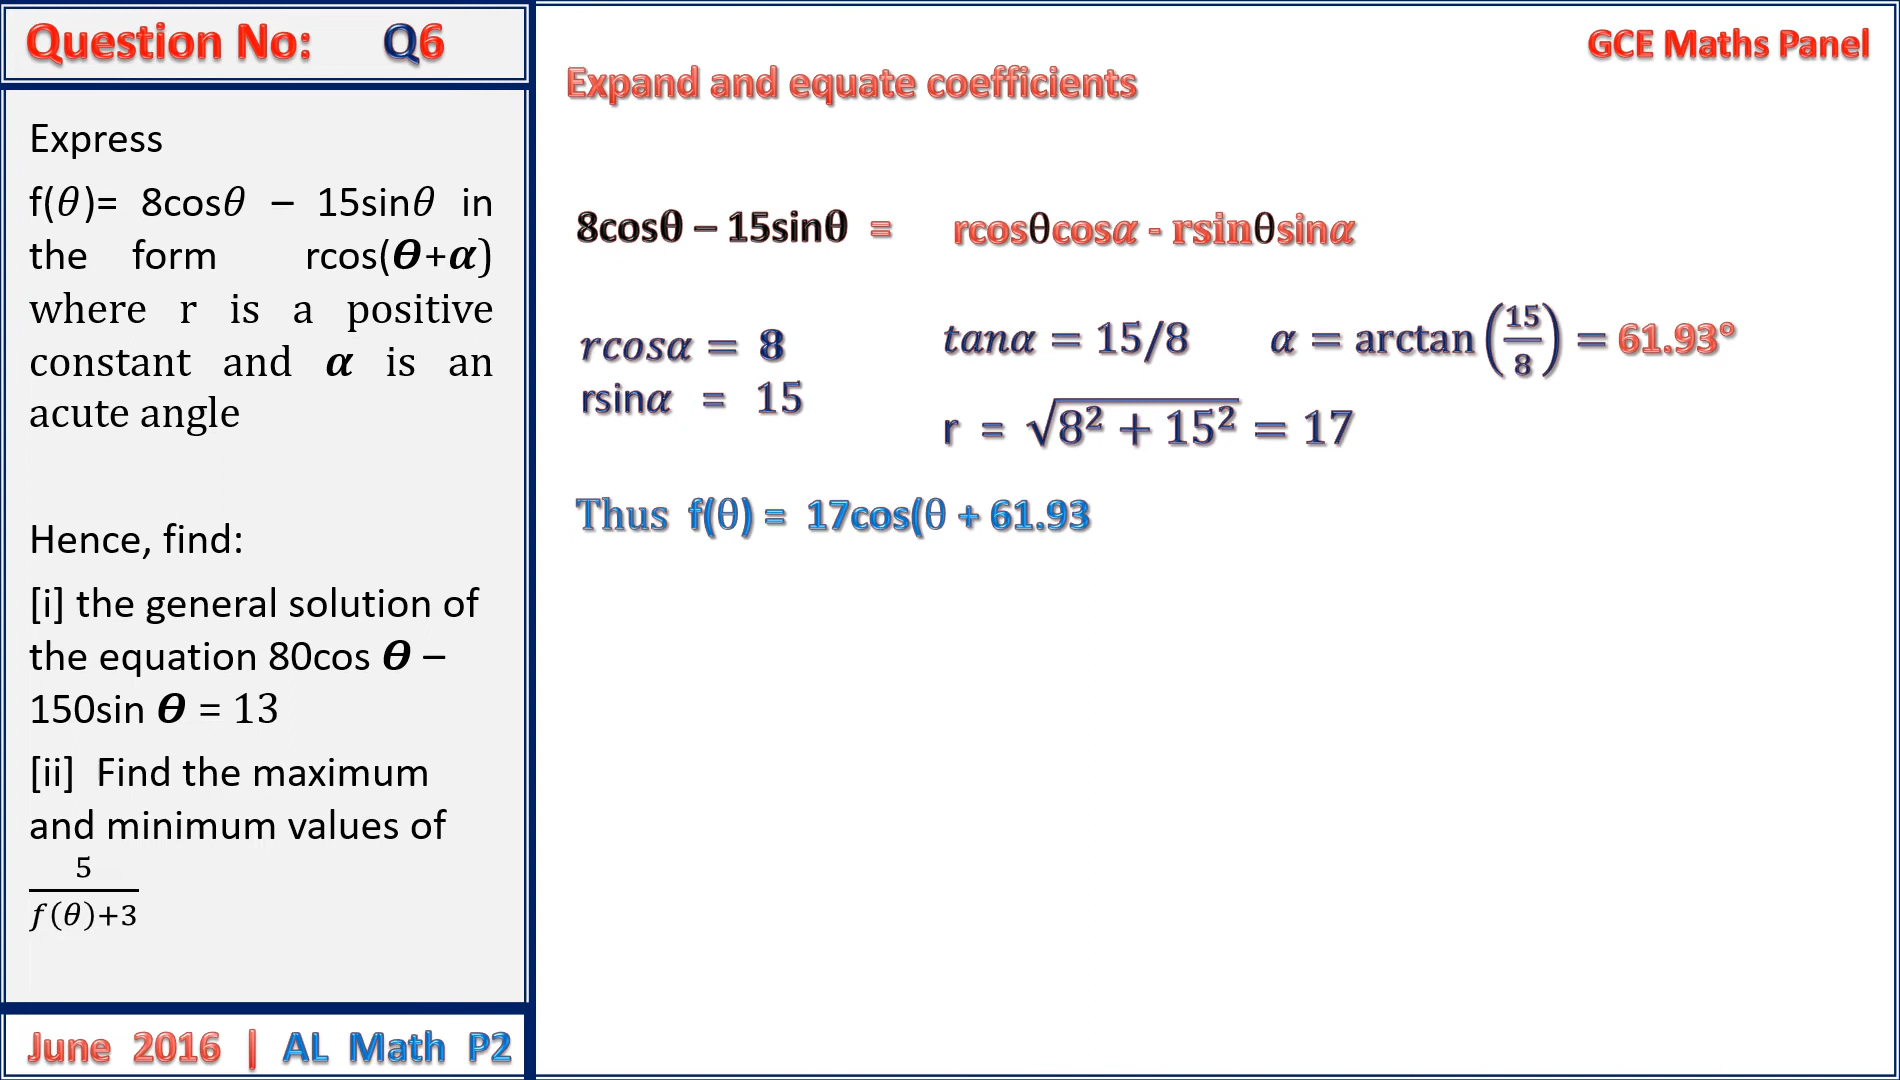 Question No: Q6
Express
f(θ)= 8cosθ – 15sinθ in
the form rcos(θ+α)
where r is a positive
constant and α is an
acute angle
Hence, find:
[i] the general solution of
the equation 80cos θ –
150sin θ = 13
[ii] Find the maximum
and minimum values of
5
f(θ)+3
June 2016 | AL Math P2
GCE Maths Panel
Expand and equate coefficients
8cosθ – 15sinθ = rcosθcosα - rsinθsinα
rcosα = 8
rsinα = 15
tanα = 15/8 α = arctan(15/8) = 61.93°
r = √8² + 15² = 17
Thus f(θ) = 17cos(θ + 61.93